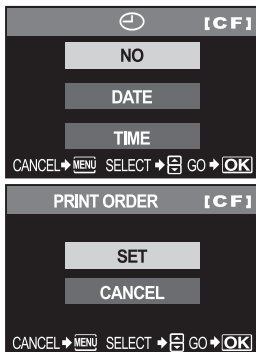 [CF]
NO
DATE
TIME
CANCEL MENU SELECT GO OK
PRINT ORDER [CF]
SET
CANCEL
CANCEL MENU SELECT GO OK